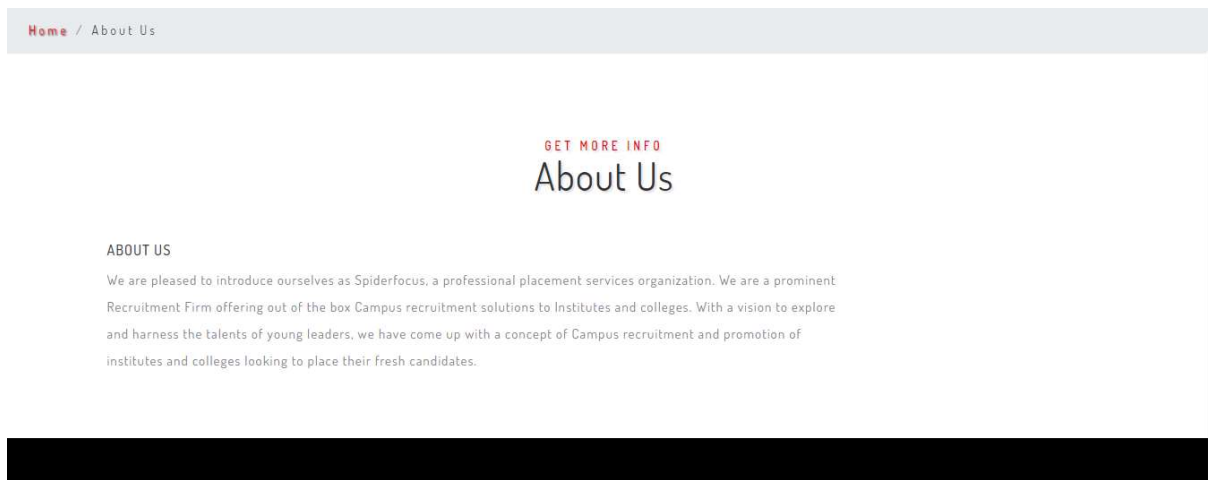 Home / About Us
GET MORE INFO
About Us
ABOUT US
We are pleased to introduce ourselves as Spiderfocus, a professional placement services organization. We are a prominent
Recruitment Firm offering out of the box Campus recruitment solutions to Institutes and colleges. With a vision to explore
and harness the talents of young leaders, we have come up with a concept of Campus recruitment and promotion of
institutes and colleges looking to place their fresh candidates.